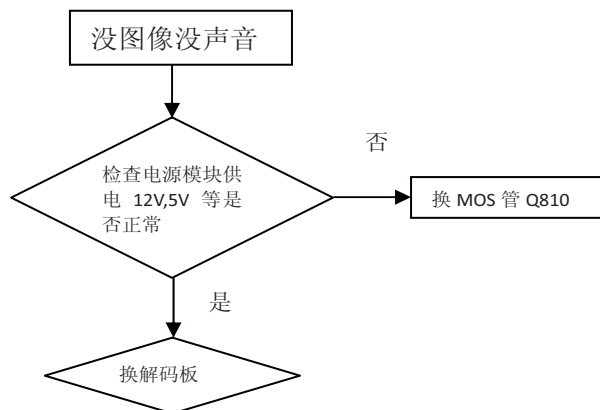 没图像没声音
否
检查电源模块供
电 12V,5V 等是
否正常
换 MOS 管 Q810
是
换解码板